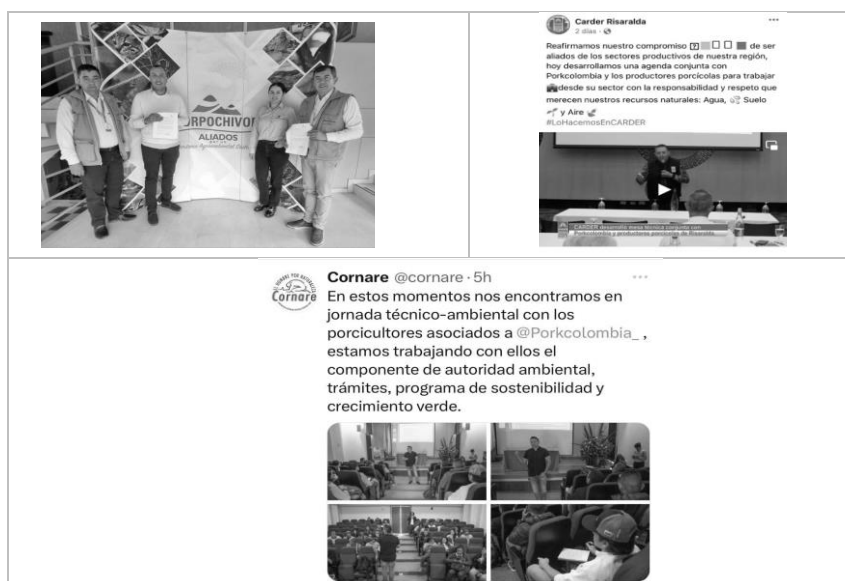 ORPOCHIVOR
ALIADOS
Carder Risaralda
2 días ·
Reafirmamos nuestro compromiso de ser
aliados de los sectores productivos de nuestra región,
hoy desarrollamos una agenda conjunta con
Porkcolombia y los productores porcícolas para trabajar
desde su sector con la responsabilidad y respeto que
merecen nuestros recursos naturales: Agua, Suelo
y Aire
#LoHacemosEnCARDER
CARDER desarrolló mesa técnica conjunta con
Porkcolombia y productores porcícolas de Risaralda.
Cornare @cornare · 5h
Cornare
En estos momentos nos encontramos en
jornada técnico-ambiental con los
porcicultores asociados a @Porkcolombia_ ,
estamos trabajando con ellos el
componente de autoridad ambiental,
trámites, programa de sostenibilidad y
crecimiento verde.